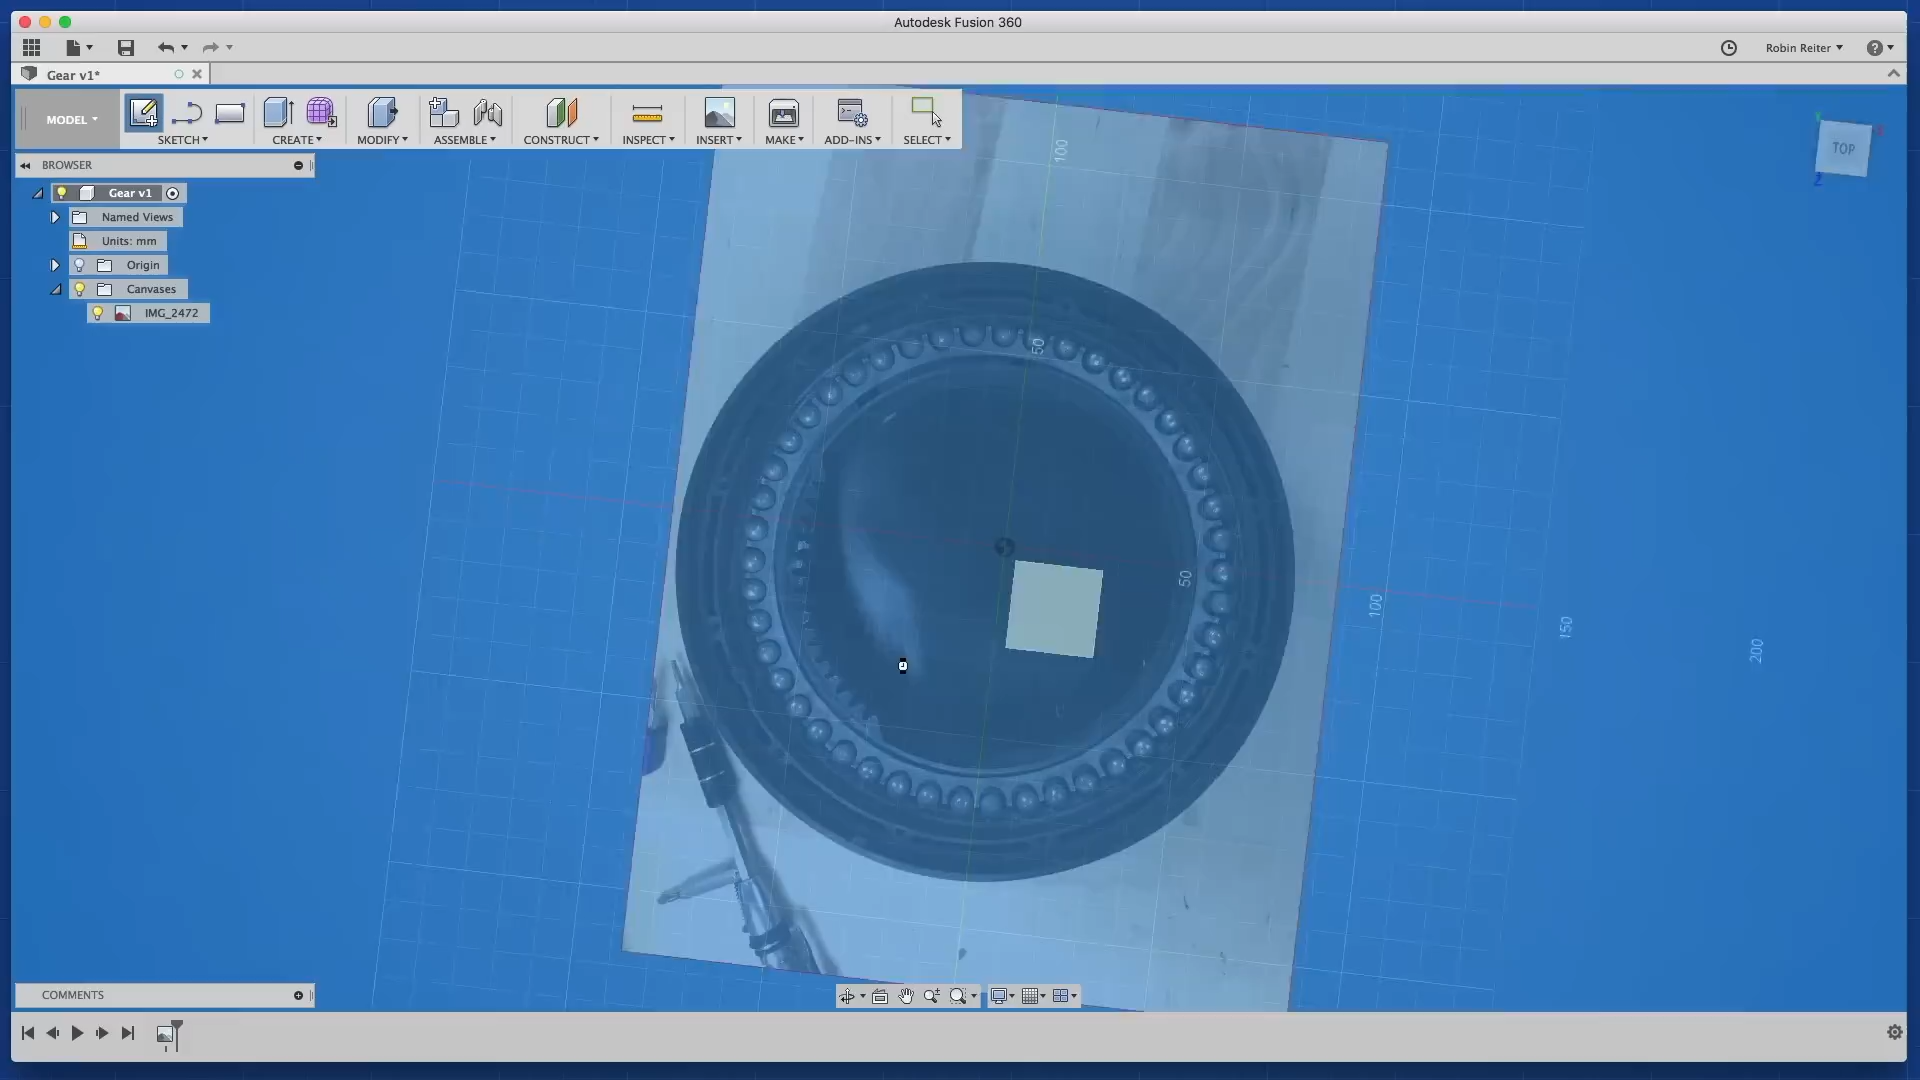 Autodesk Fusion 360
Robin Reiter
Gear v1*
MODEL
SKETCH
CREATE
MODIFY
ASSEMBLE
CONSTRUCT
INSPECT
INSERT
MAKE
ADD-INS
SELECT
BROWSER
Gear v1
Named Views
Units: mm
Origin
Canvases
IMG_2472
TOP
Z
100
50
50
100
150
200
COMMENTS